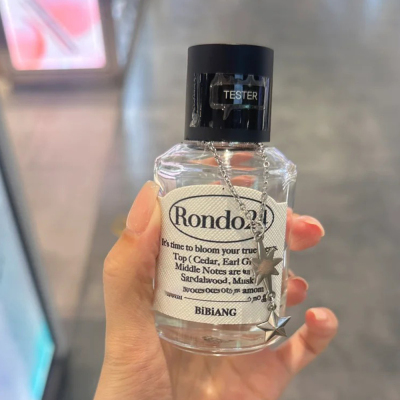 TESTER
Rondo24
It's time to bloom your true
Top ( Cedar, Earl G
Middle Notes are
Sardalwood, Musk
BiBiANG